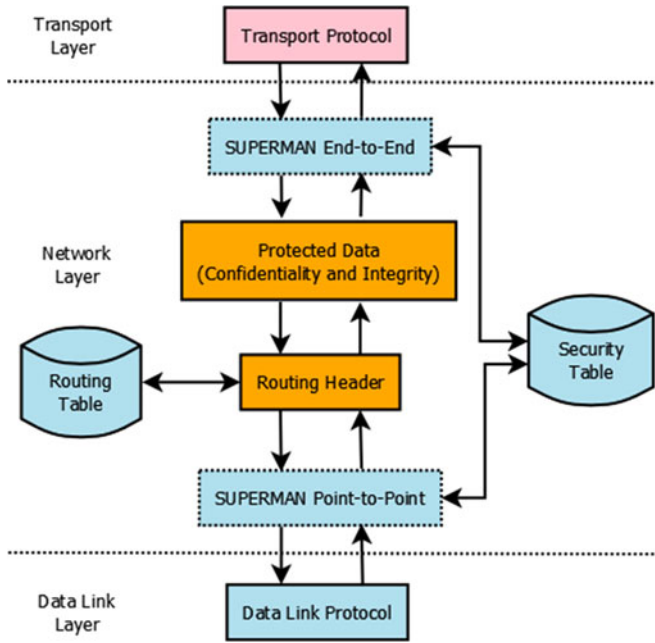 Transport
Layer
Transport Protocol
SUPERMAN End-to-End
Network
Layer
Protected Data
(Confidentiality and Integrity)
Routing
Table
Routing Header
Security
Table
SUPERMAN Point-to-Point
Data Link
Layer
Data Link Protocol